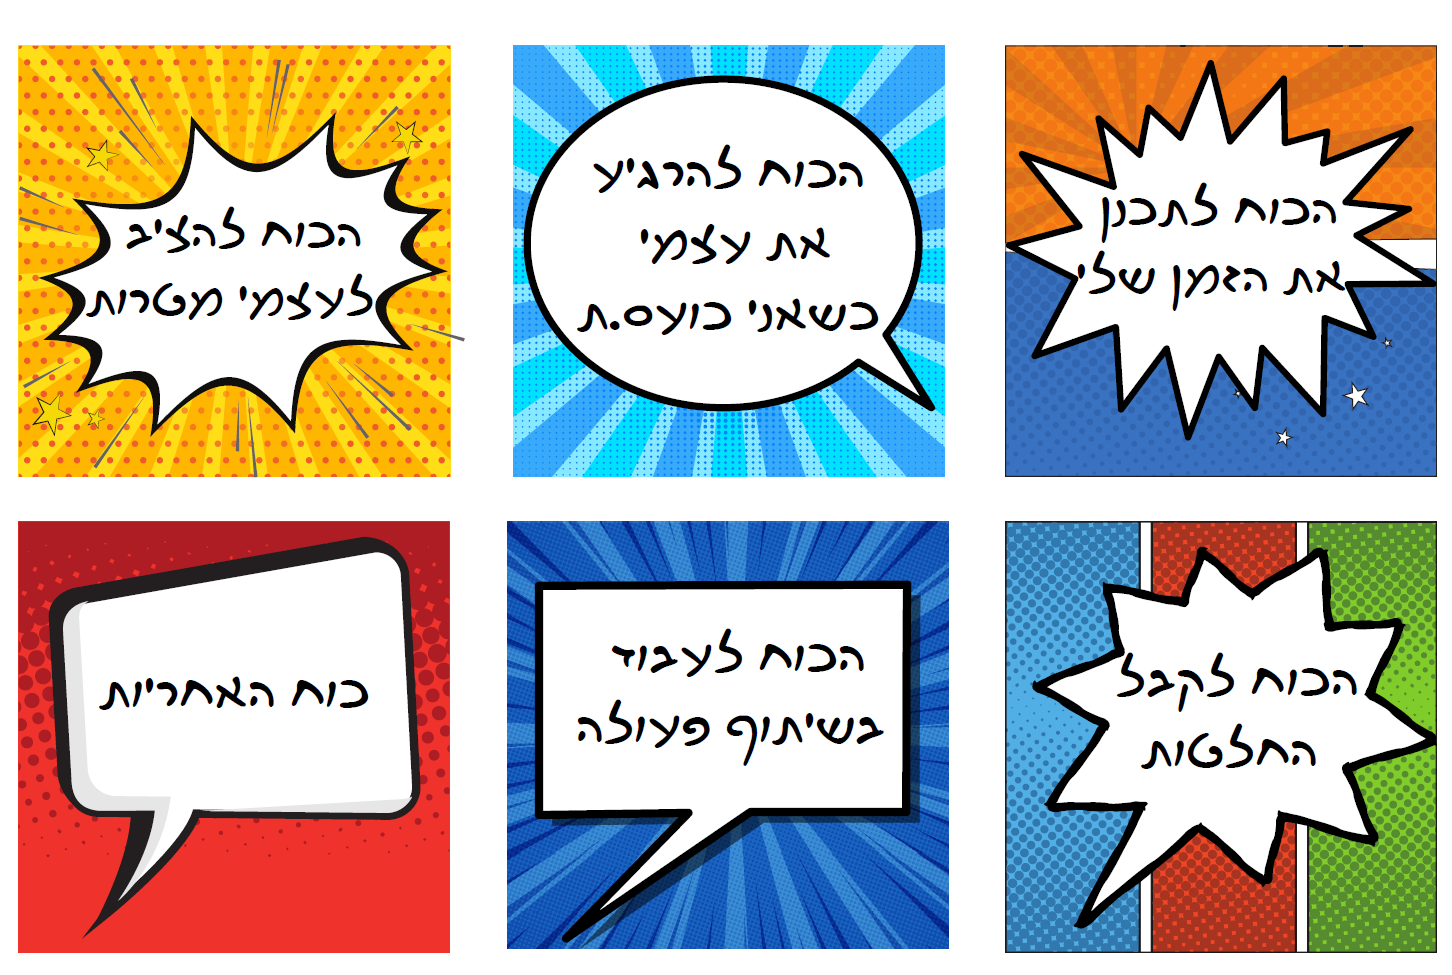 הכוח לתכנן
את הזמן שלי
הכוח להרגיע
את עצמי
כשאני כועס.ת
הכוח להציב
לעצמי מטרות
הכוח לקבל
החלטות
הכוח לעבוד
בשיתוף פעולה
כוח האחריות